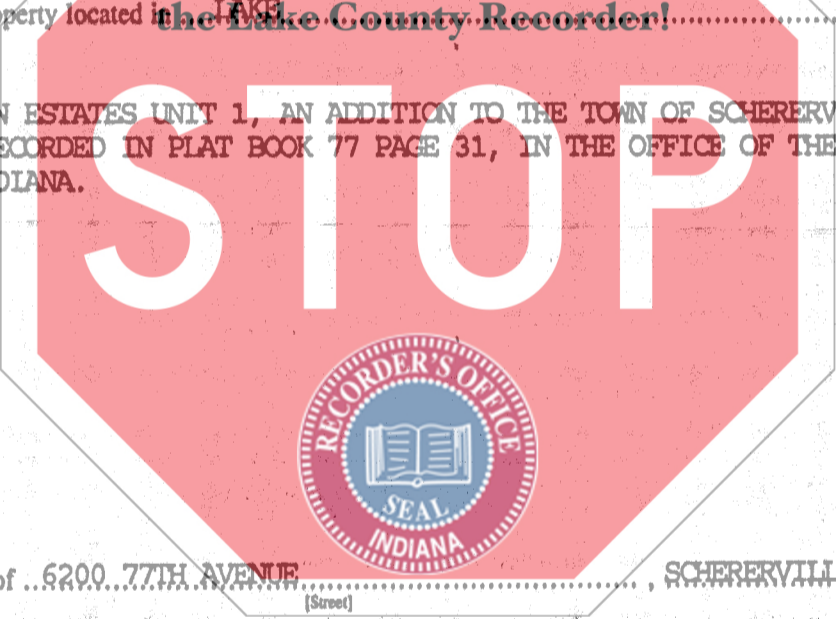 perty located in LAKE
the Lake County Recorder!
N ESTATES UNIT 1, AN ADDITION TO THE TOWN OF SCHERERV
ECORDED IN PLAT BOOK 77 PAGE 31, IN THE OFFICE OF THE
DIANA.
STOP
RECORDER'S OFFICE
SEAL
INDIANA
of 6200 77TH AVENUE, SCHERERVILL
[Street]